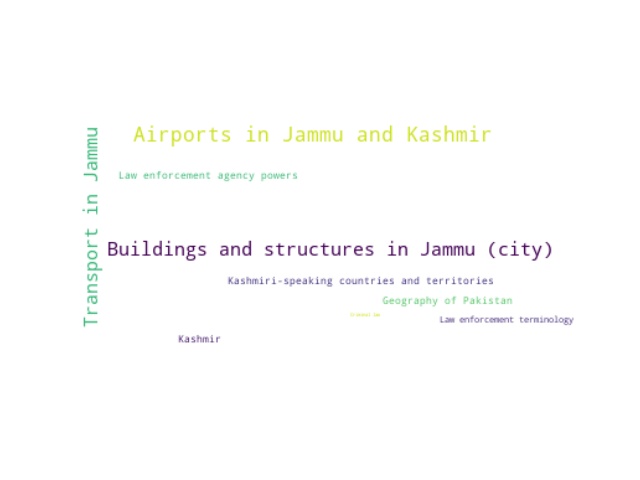 Airports in Jammu and Kashmir
Transport in Jammu
Law enforcement agency powers
Buildings and structures in Jammu (city)
Kashmiri-speaking countries and territories
Geography of Pakistan
Law enforcement terminology
Kashmir